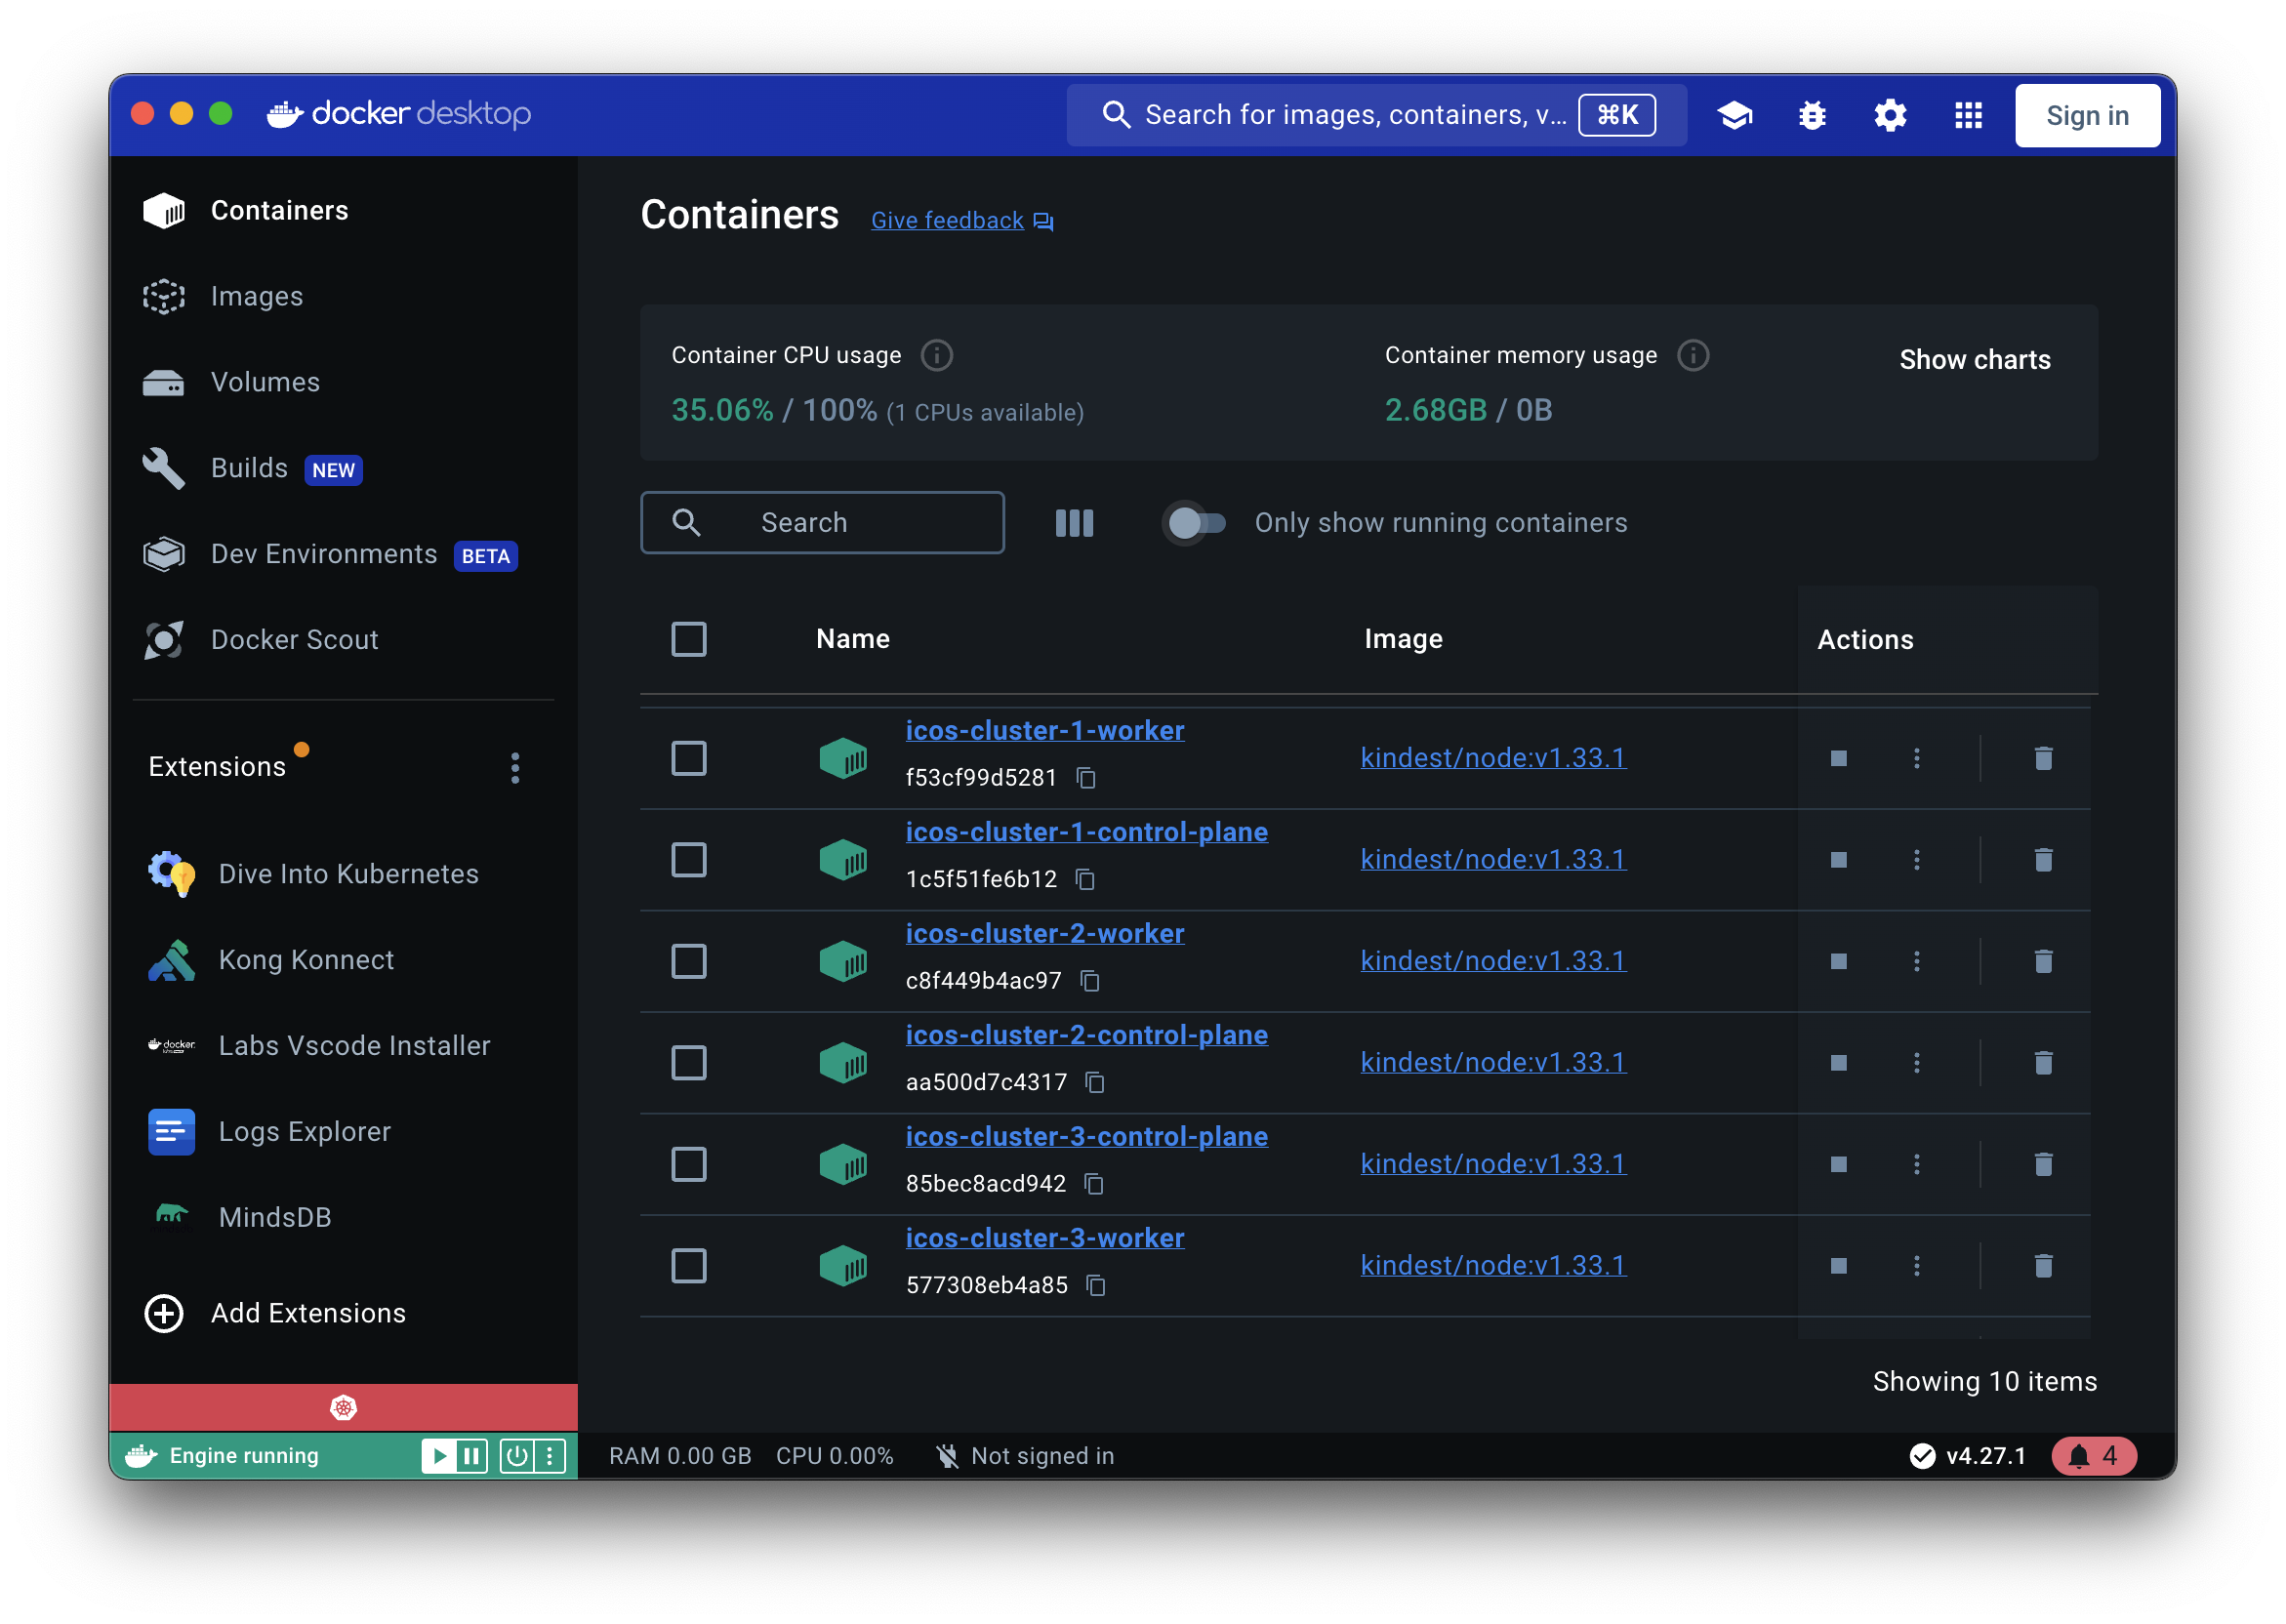 docker desktop
Search for images, containers, v... ⌘K
Sign in
Containers
Images
Volumes
Builds NEW
Dev Environments BETA
Docker Scout
Extensions
Dive Into Kubernetes
Kong Konnect
docker
Labs Vscode Installer
Logs Explorer
MindsDB
Add Extensions
Engine running
Containers Give feedback
Container CPU usage
35.06% / 100% (1 CPUs available)
Container memory usage
2.68GB / 0B
Show charts
Search
Only show running containers
Name Image Actions
icos-cluster-1-worker
f53cf99d5281
kindest/node:v1.33.1
icos-cluster-1-control-plane
1c5f51fe6b12
kindest/node:v1.33.1
icos-cluster-2-worker
c8f449b4ac97
kindest/node:v1.33.1
icos-cluster-2-control-plane
aa500d7c4317
kindest/node:v1.33.1
icos-cluster-3-control-plane
85bec8acd942
kindest/node:v1.33.1
icos-cluster-3-worker
577308eb4a85
kindest/node:v1.33.1
Showing 10 items
RAM 0.00 GB CPU 0.00% Not signed in
v4.27.1
4